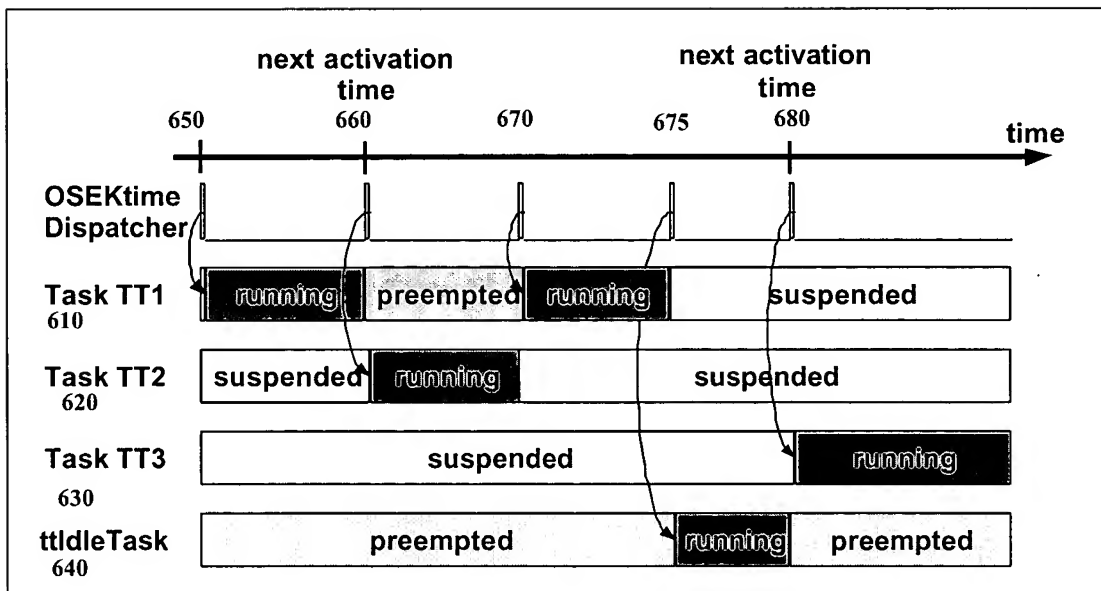 next activation
time
next activation
time
650
660
670
675
680
time
OSEKtime
Dispatcher
Task TT1
610
running
preempted
running
suspended
Task TT2
620
suspended
running
suspended
Task TT3
630
suspended
running
ttIdleTask
640
preempted
running
preempted